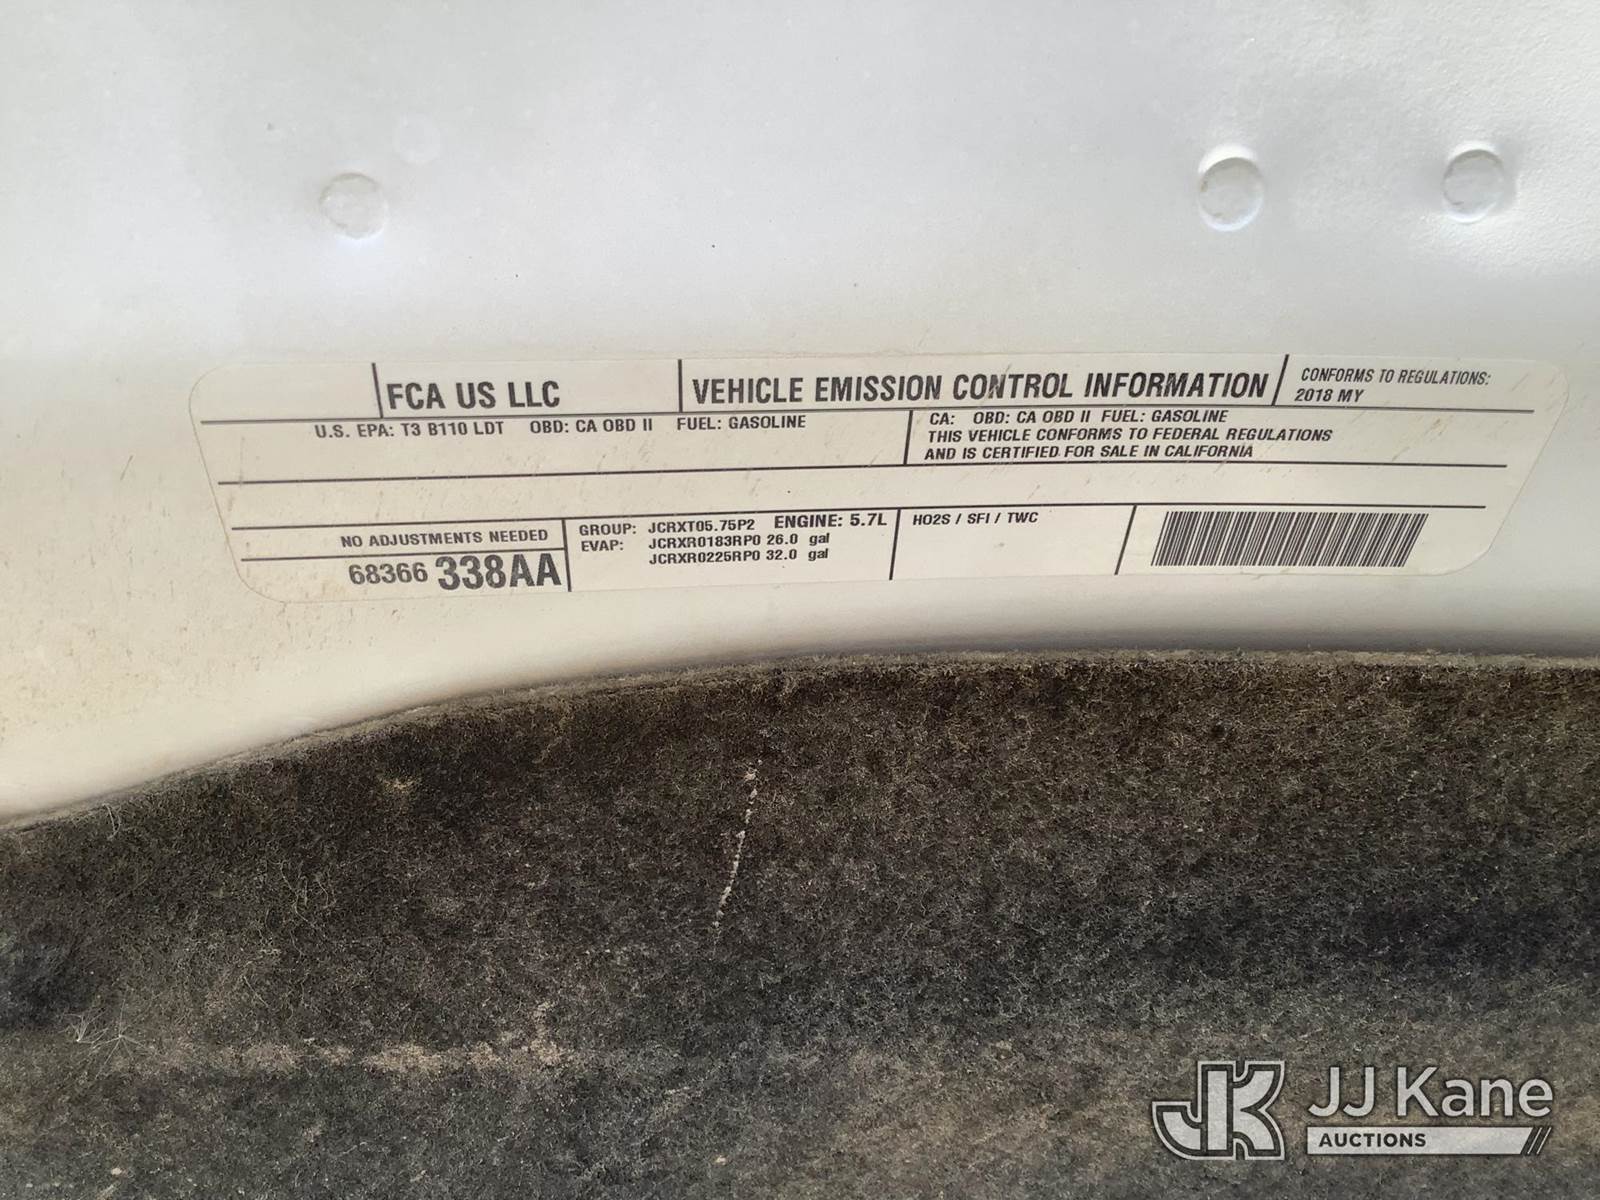 FCA US LLC
VEHICLE EMISSION CONTROL INFORMATION
CONFORMS TO REGULATIONS:
2018 MY
U.S. EPA: T3 B110 LDT OBD: CA OBD II FUEL: GASOLINE
CA: OBD: CA OBD II FUEL: GASOLINE
THIS VEHICLE CONFORMS TO FEDERAL REGULATIONS
AND IS CERTIFIED FOR SALE IN CALIFORNIA
NO ADJUSTMENTS NEEDED
68366 338AA
GROUP: JCRXT05.75P2 ENGINE: 5.7L
EVAP: JCRXR0183RP0 26.0 gal
JCRXR0225RP0 32.0 gal
HO2S / SFI / TWC
JK
JJ Kane
AUCTIONS